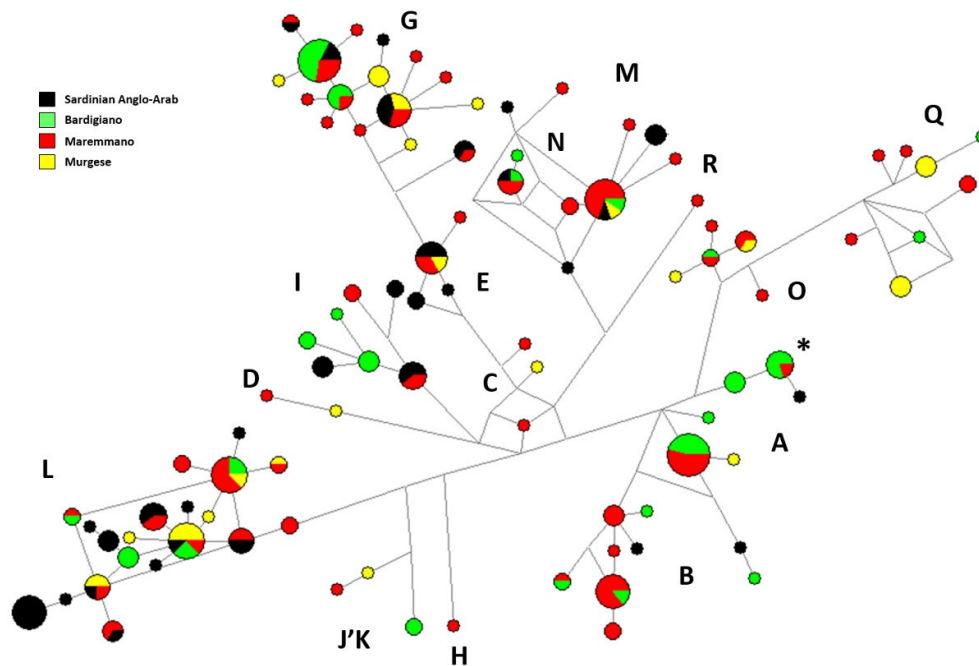 G
M
Sardinian Anglo-Arab
Bardigiano
Maremmano
Murgese
N
Q
R
I
E
O
*
D
C
A
L
B
J'K
H